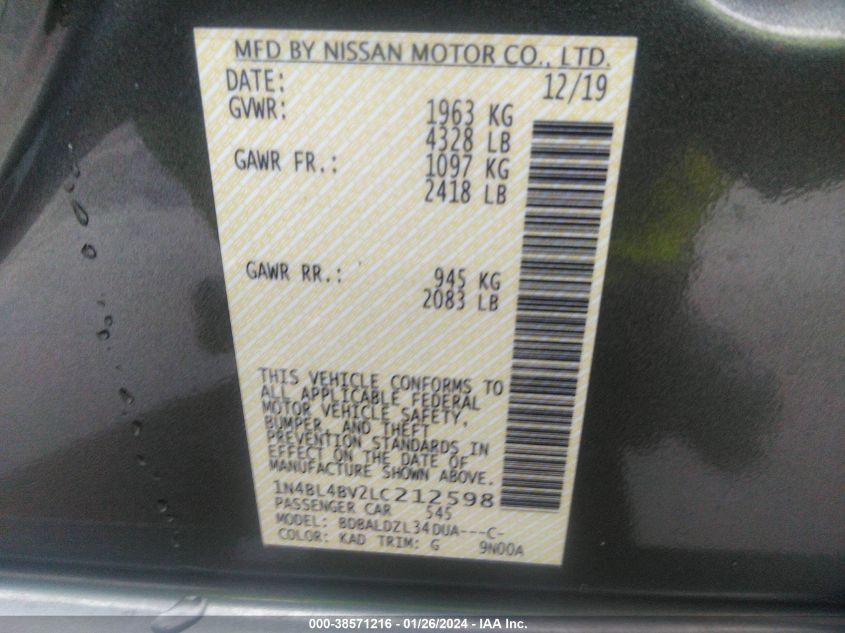 MFD BY NISSAN MOTOR CO., LTD.
DATE: 12/19
GVWR: 1963 KG
4328 LB
GAWR FR.: 1097 KG
2418 LB
GAWR RR.: 945 KG
2083 LB
THIS VEHICLE CONFORMS TO
ALL APPLICABLE FEDERAL
MOTOR VEHICLE SAFETY,
BUMPER, AND THEFT
PREVENTION STANDARDS IN
EFFECT ON THE DATE OF
MANUFACTURE SHOWN ABOVE.
1N4BL4BV2LC212598
PASSENGER CAR 545
MODEL: BDBALDZL34DUA---C-
COLOR: KAD TRIM: G 9N00A
000-38571216 - 01/26/2024 - IAA Inc.